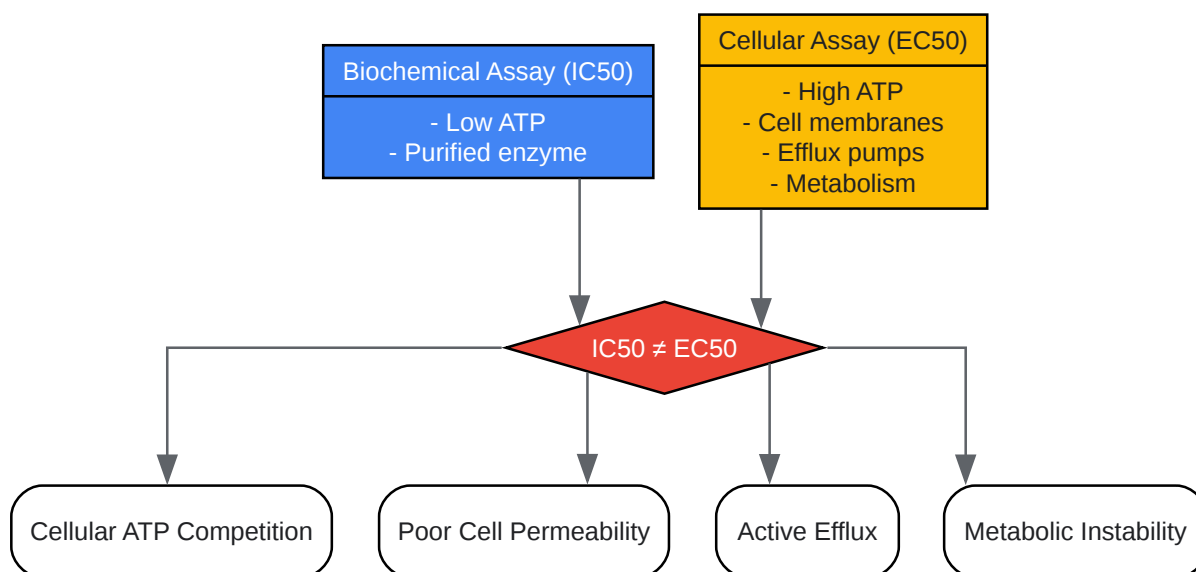 Biochemical Assay (IC50)
- Low ATP
- Purified enzyme
Cellular Assay (EC50)
- High ATP
- Cell membranes
- Efflux pumps
- Metabolism
IC50 ≠ EC50
Cellular ATP Competition
Poor Cell Permeability
Active Efflux
Metabolic Instability